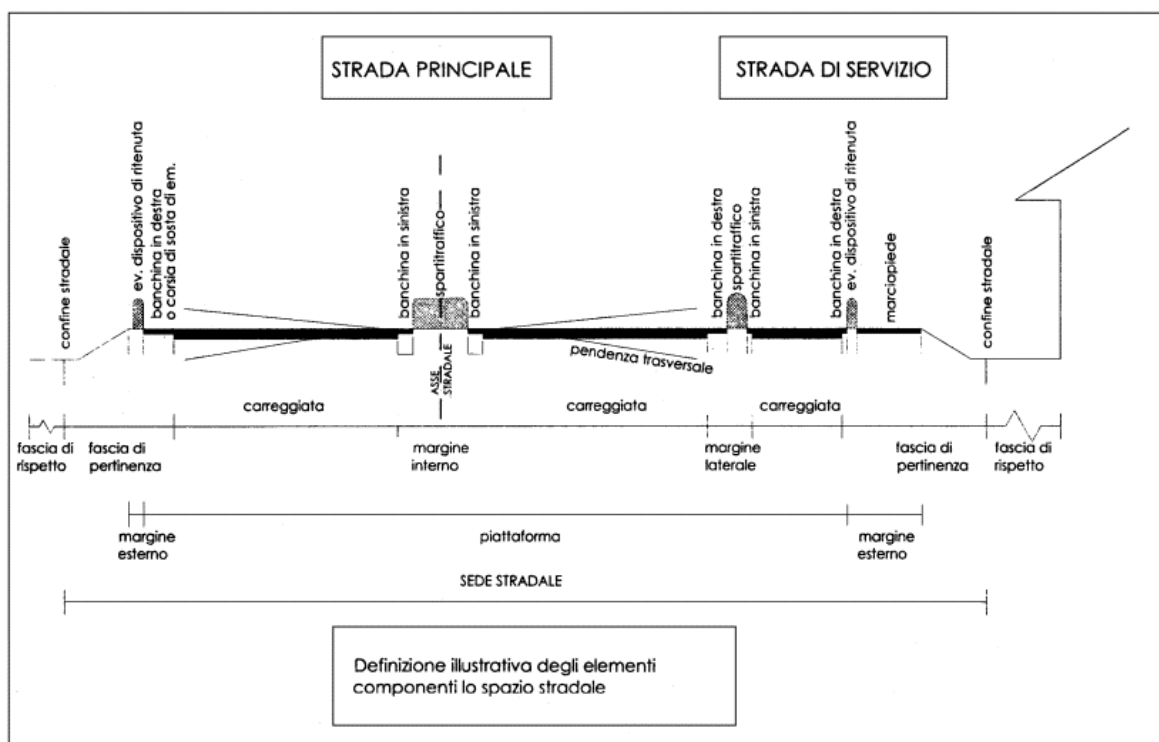 STRADA PRINCIPALE
STRADA DI SERVIZIO
confine stradale
ev. dispositivo di ritenuta
banchina in destra
o corsia di sosta di em.
banchina in sinistra
spartitraffico
banchina in sinistra
banchina in destra
spartitraffico
banchina in sinistra
banchina in destra
ev. dispositivo di ritenuta
marciapiede
confine stradale
ASSE
STRADALE
pendenza trasversale
carreggiata
carreggiata
carreggiata
fascia di
rispetto
fascia di
pertinenza
margine
interno
margine
laterale
fascia di
pertinenza
fascia di
rispetto
margine
esterno
piattaforma
margine
esterno
SEDE STRADALE
Definizione illustrativa degli elementi
componenti lo spazio stradale